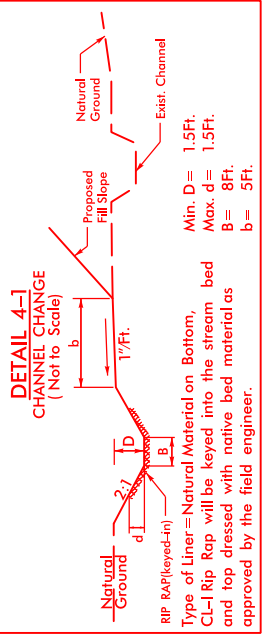 DETAIL 4-1
CHANNEL CHANGE
( Not to Scale)
Natural
Ground
Proposed
Fill Slope
Natural
Ground
b
1"/Ft.
Exist. Channel
2:1
D
d
B
RIP RAP(keyed-in)
Min. D= 1.5Ft.
Max. d= 1.5Ft.
B= 8Ft.
b= 5Ft.
Type of Liner=Natural Material on Bottom,
CL-I Rip Rap will be keyed into the stream bed
and top dressed with native bed material as
approved by the field engineer.